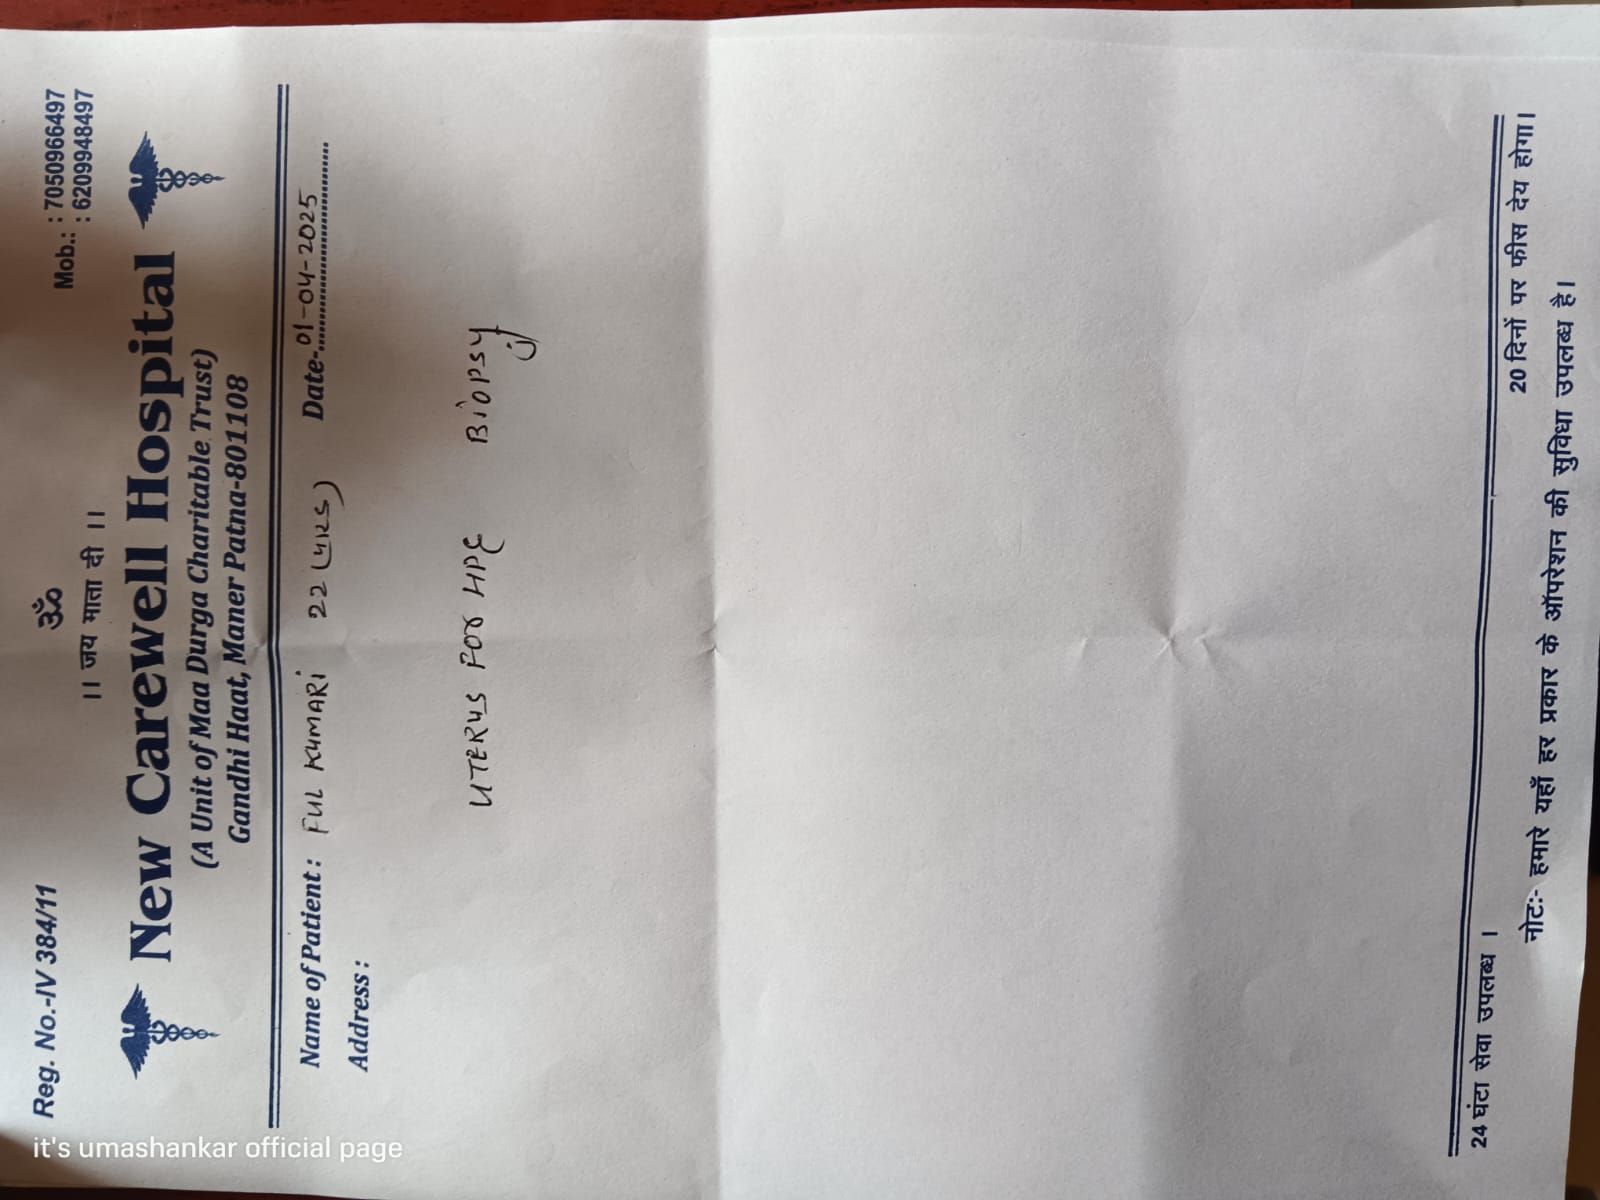 ॐ
Reg. No.-IV 384/11
।। जय माता दी ।।
Mob.: : 7050966497
: 6209948497
New Carewell Hospital
(A Unit of Maa Durga Charitable Trust)
Gandhi Haat, Maner Patna-801108
Name of Patient : FUL KUMARi 22 (YRS) Date-01-04-2025
Address :
UTERUS FOR HPE BiOPSY
24 घंटा सेवा उपलब्ध ।
20 दिनों पर फीस देय होगा।
नोटः- हमारे यहाँ हर प्रकार के ऑपरेशन की सुविधा उपलब्ध है।
it's umashankar official page